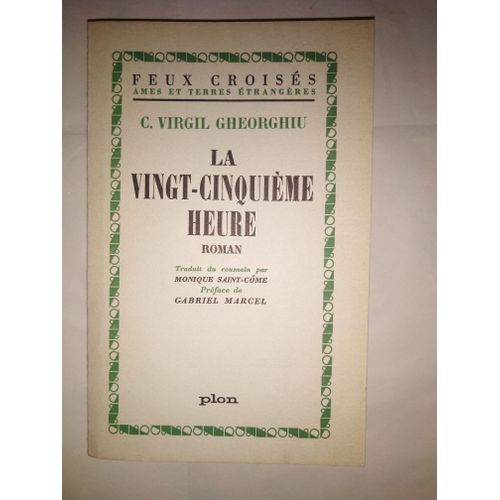 FEUX CROISÉS
AMES ET TERRES ÉTRANGÈRES
C. VIRGIL GHEORGHIU
LA
VINGT-CINQUIÈME
HEURE
ROMAN
Traduit du roumain par
MONIQUE SAINT-CÔME
Préface de
GABRIEL MARCEL
plon